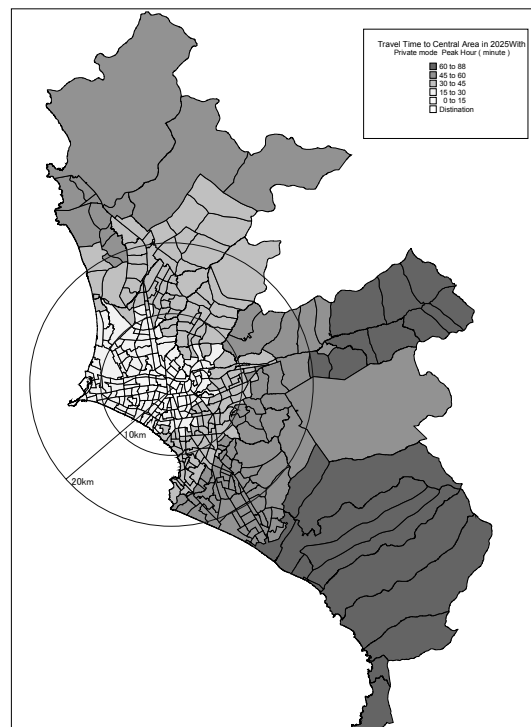 Travel Time to Central Area in 2025With
Private mode Peak Hour ( minute )
60 to 88
45 to 60
30 to 45
15 to 30
0 to 15
Distination
10km
20km